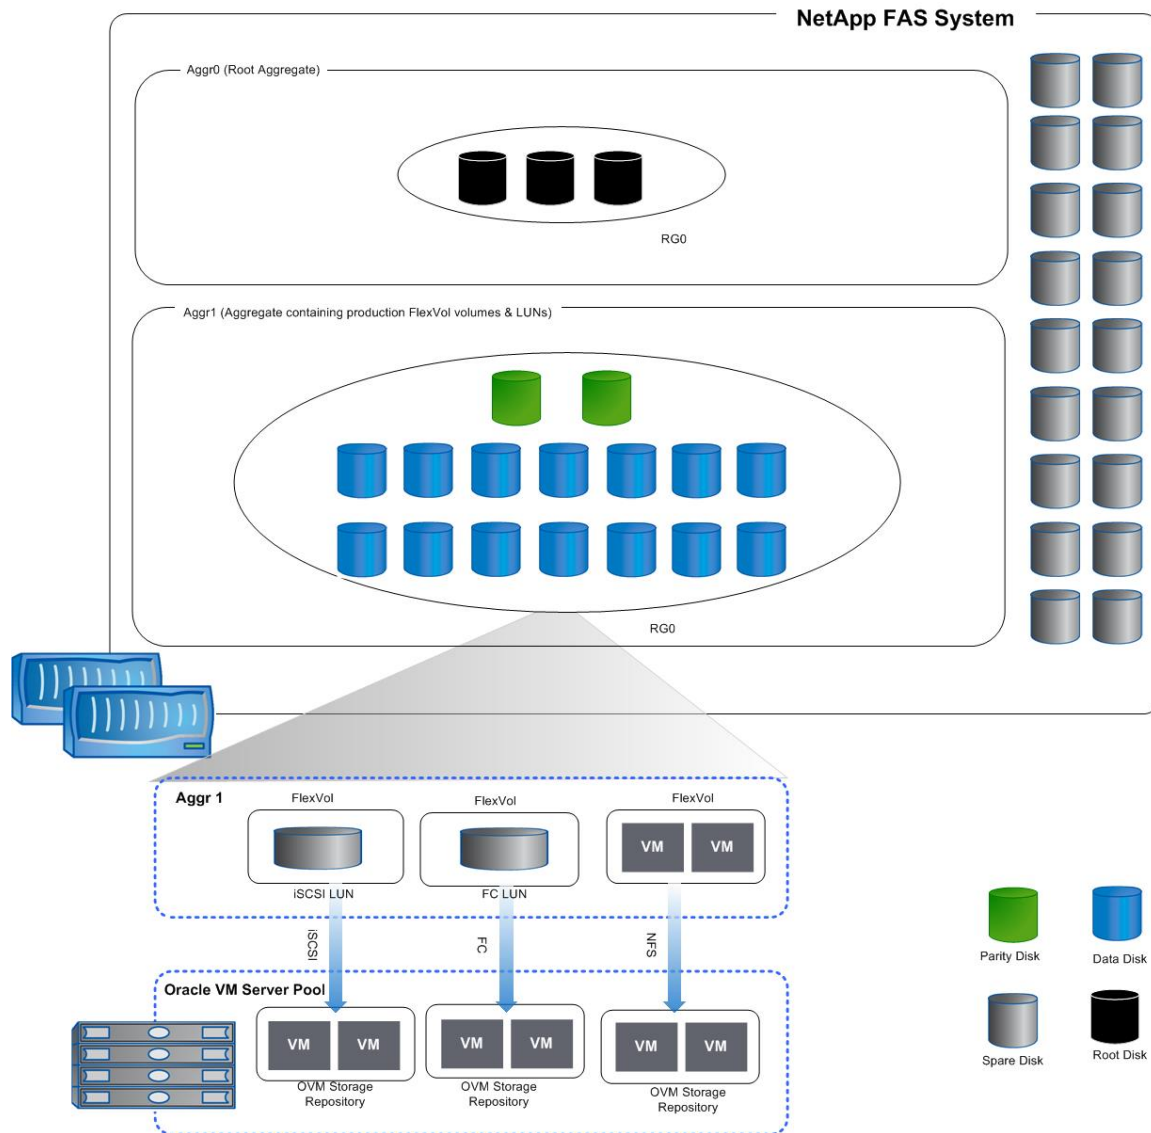 NetApp FAS System
Aggr0 (Root Aggregate)
RG0
Aggr1 (Aggregate containing production FlexVol volumes & LUNs)
RG0
Aggr 1
FlexVol
FlexVol
FlexVol
VM
VM
iSCSI LUN
FC LUN
iSCSI
FC
NFS
Oracle VM Server Pool
VM
VM
VM
VM
VM
VM
OVM Storage
Repository
OVM Storage
Repository
OVM Storage
Repository
Parity Disk
Data Disk
Spare Disk
Root Disk